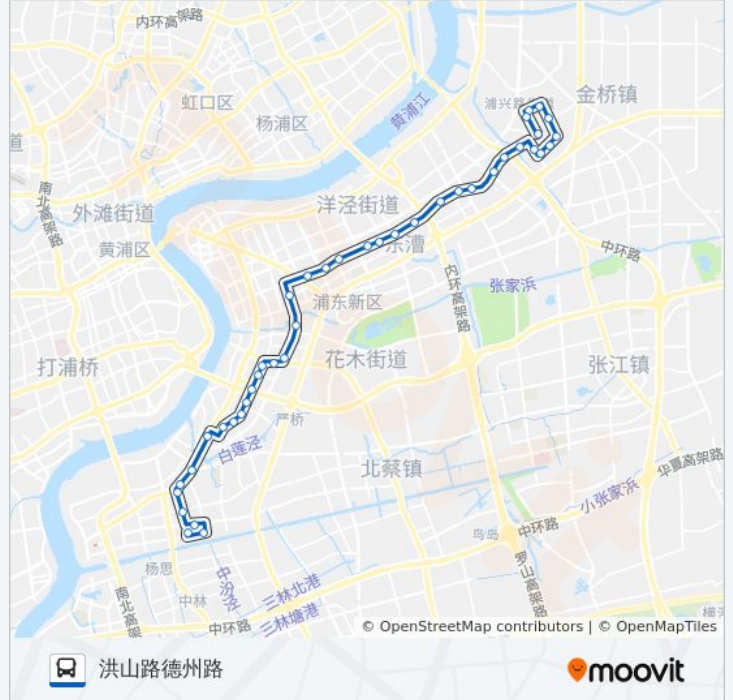 内环高架路
虹口区
金桥镇
浦兴路街道
黄浦江
杨浦区
道
南北高架路
外滩街道
洋泾街道
黄浦区
东漕
中环路
内环高架路
张家浜
浦东新区
打浦桥
花木街道
张江镇
严桥
白莲泾
北蔡镇
华夏高架路
小张家浜
鸟岛
中环路
罗山高架路
杨思
中汾泾
南北高架路
中林
三林北港
三林塘港
中环路
© OpenStreetMap contributors | © OpenMapTiles
洪山路德州路
moovit